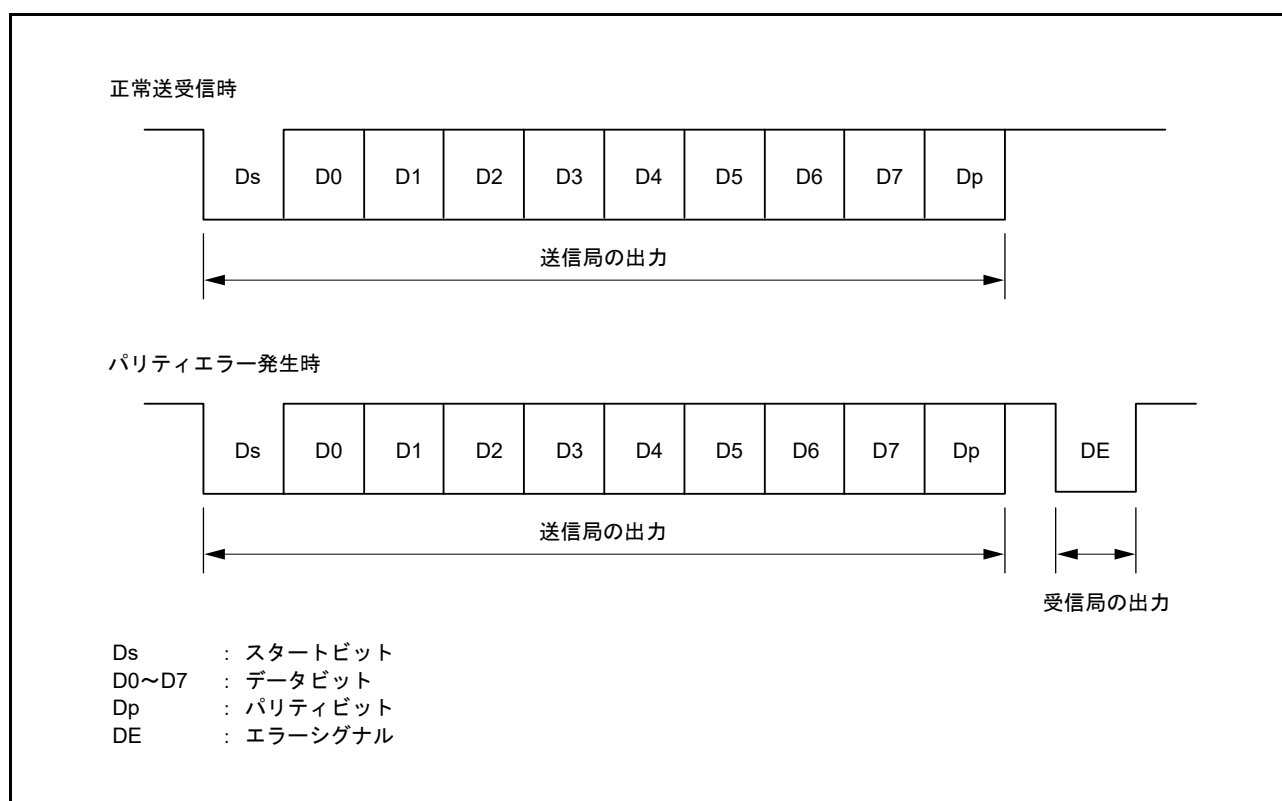 正常送受信時
Ds D0 D1 D2 D3 D4 D5 D6 D7 Dp
送信局の出力
パリティエラー発生時
Ds D0 D1 D2 D3 D4 D5 D6 D7 Dp DE
送信局の出力
受信局の出力
Ds : スタートビット
D0～D7 : データビット
Dp : パリティビット
DE : エラーシグナル